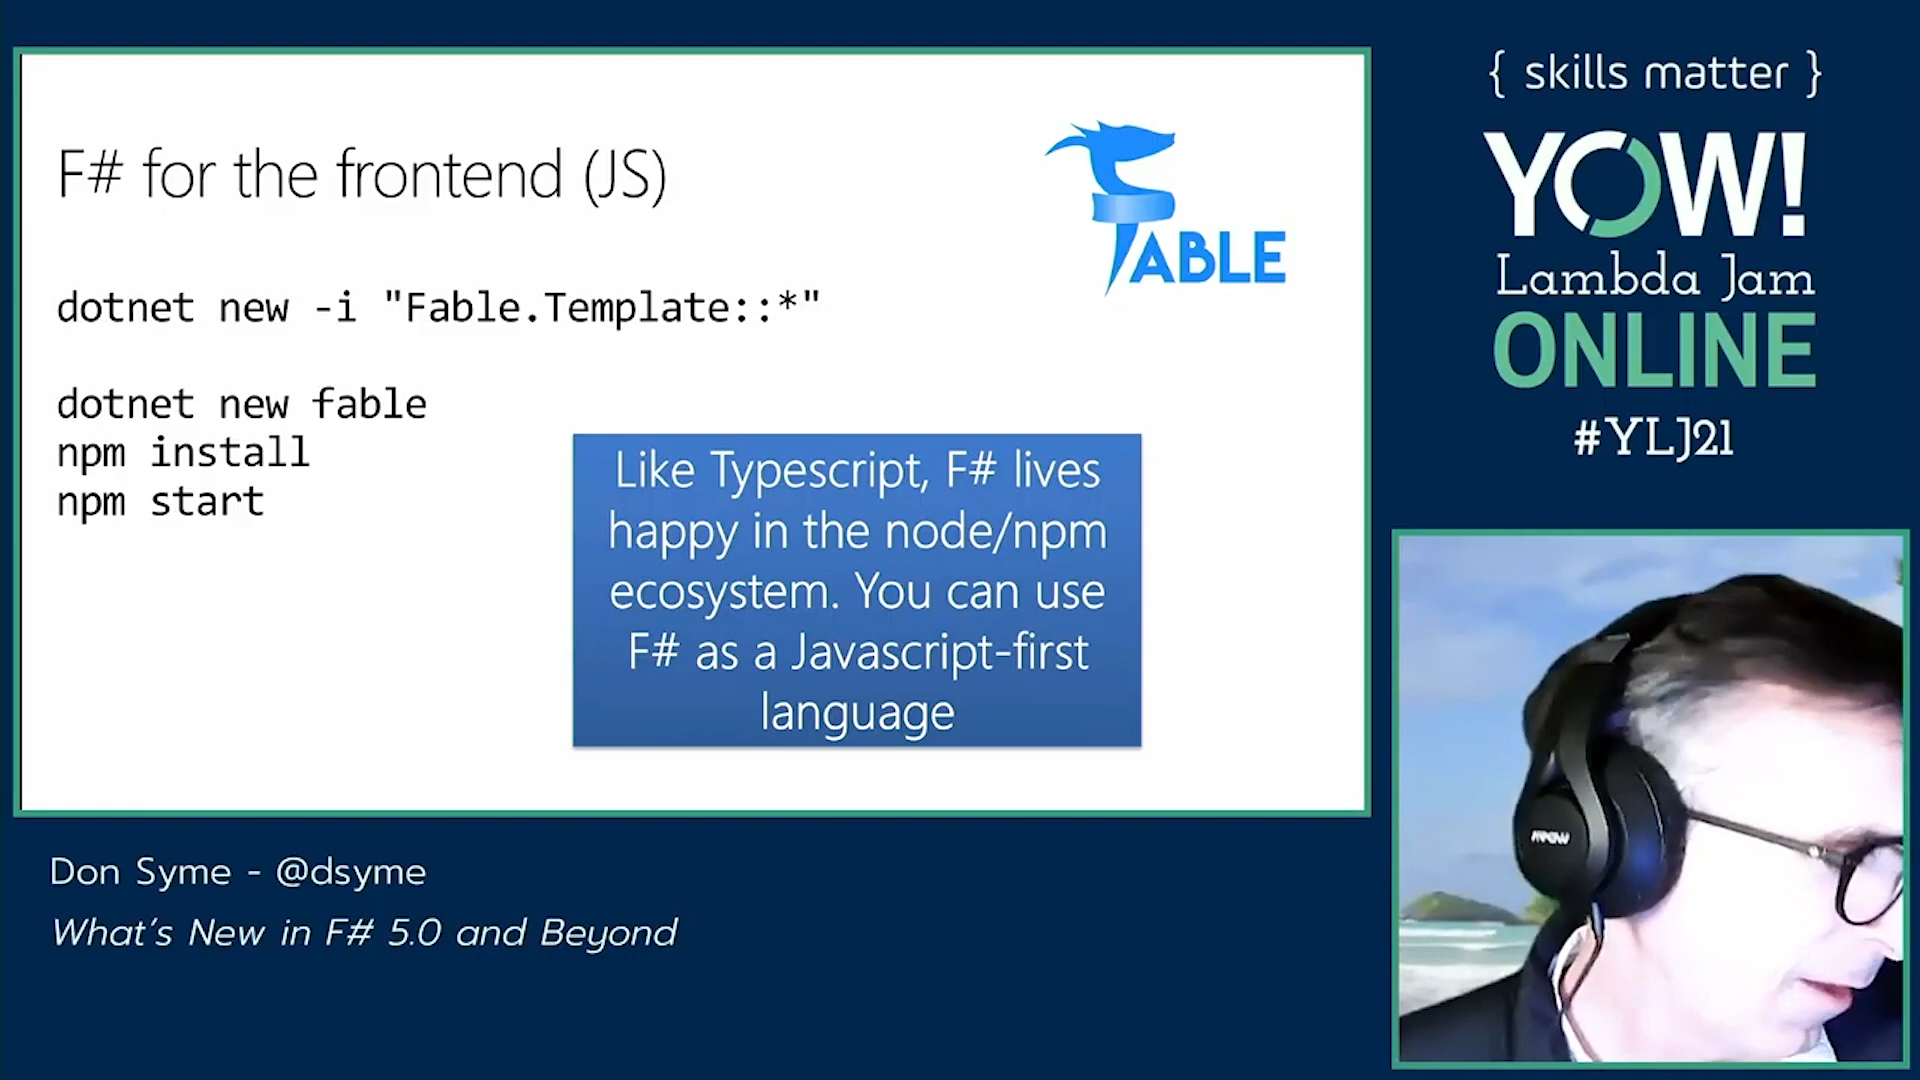 { skills matter }
YOW!
Lambda Jam
ONLINE
#YLJ21
F# for the frontend (JS)
FABLE
dotnet new -i "Fable.Template::*"
dotnet new fable
npm install
npm start
Like Typescript, F# lives
happy in the node/npm
ecosystem. You can use
F# as a Javascript-first
language
Don Syme - @dsyme
What's New in F# 5.0 and Beyond